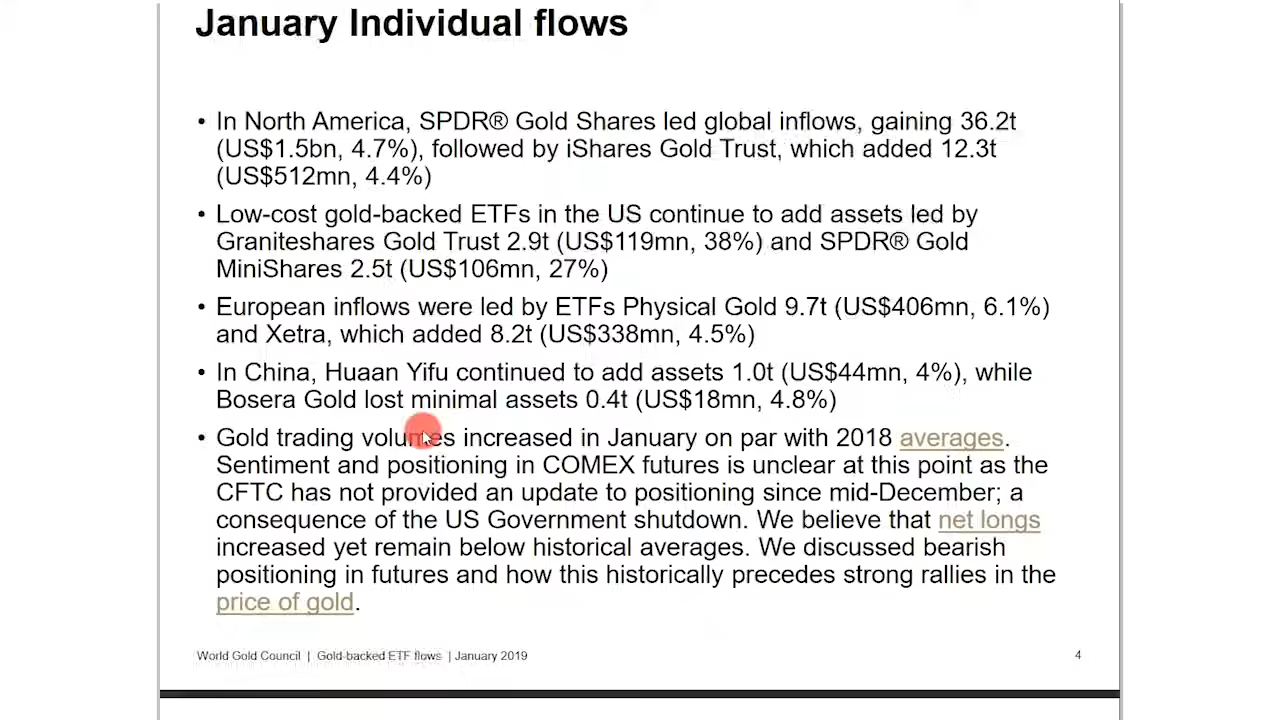 January Individual flows
• In North America, SPDR® Gold Shares led global inflows, gaining 36.2t
(US$1.5bn, 4.7%), followed by iShares Gold Trust, which added 12.3t
(US$512mn, 4.4%)
• Low-cost gold-backed ETFs in the US continue to add assets led by
Graniteshares Gold Trust 2.9t (US$119mn, 38%) and SPDR® Gold
MiniShares 2.5t (US$106mn, 27%)
• European inflows were led by ETFs Physical Gold 9.7t (US$406mn, 6.1%)
and Xetra, which added 8.2t (US$338mn, 4.5%)
• In China, Huaan Yifu continued to add assets 1.0t (US$44mn, 4%), while
Bosera Gold lost minimal assets 0.4t (US$18mn, 4.8%)
• Gold trading volumes increased in January on par with 2018 averages.
Sentiment and positioning in COMEX futures is unclear at this point as the
CFTC has not provided an update to positioning since mid-December; a
consequence of the US Government shutdown. We believe that net longs
increased yet remain below historical averages. We discussed bearish
positioning in futures and how this historically precedes strong rallies in the
price of gold.
World Gold Council | Gold-backed ETF flows | January 2019
4